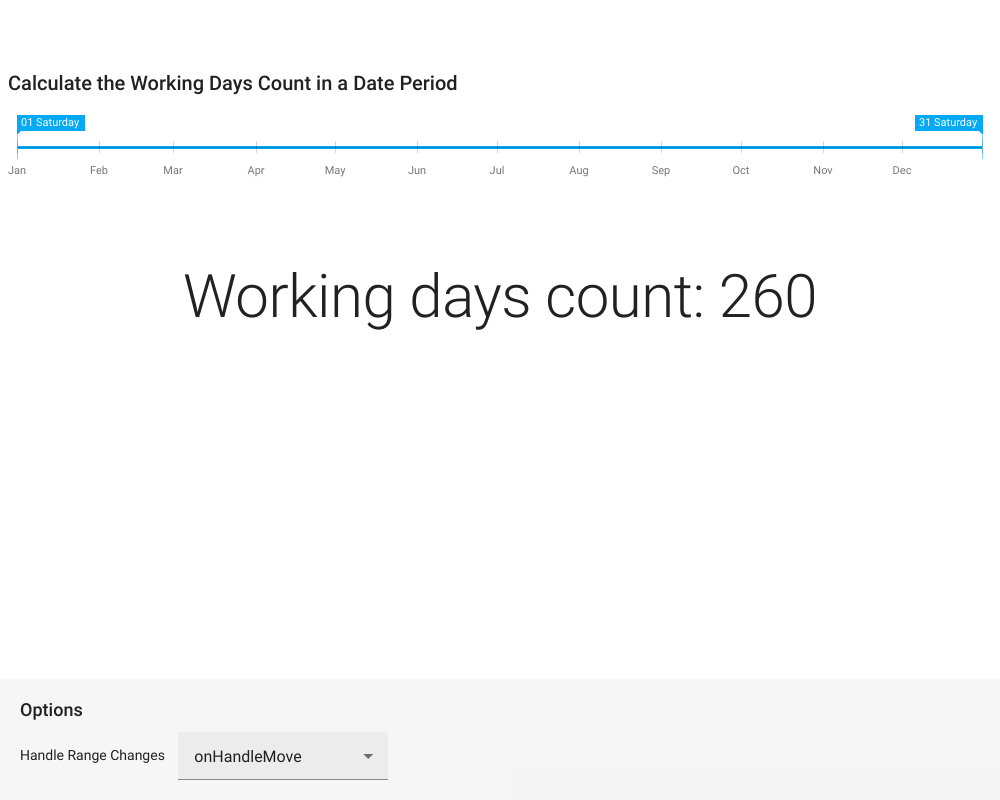 Calculate the Working Days Count in a Date Period
01 Saturday 31 Saturday
Jan Feb Mar Apr May Jun Jul Aug Sep Oct Nov Dec
Working days count: 260
Options
Handle Range Changes onHandleMove